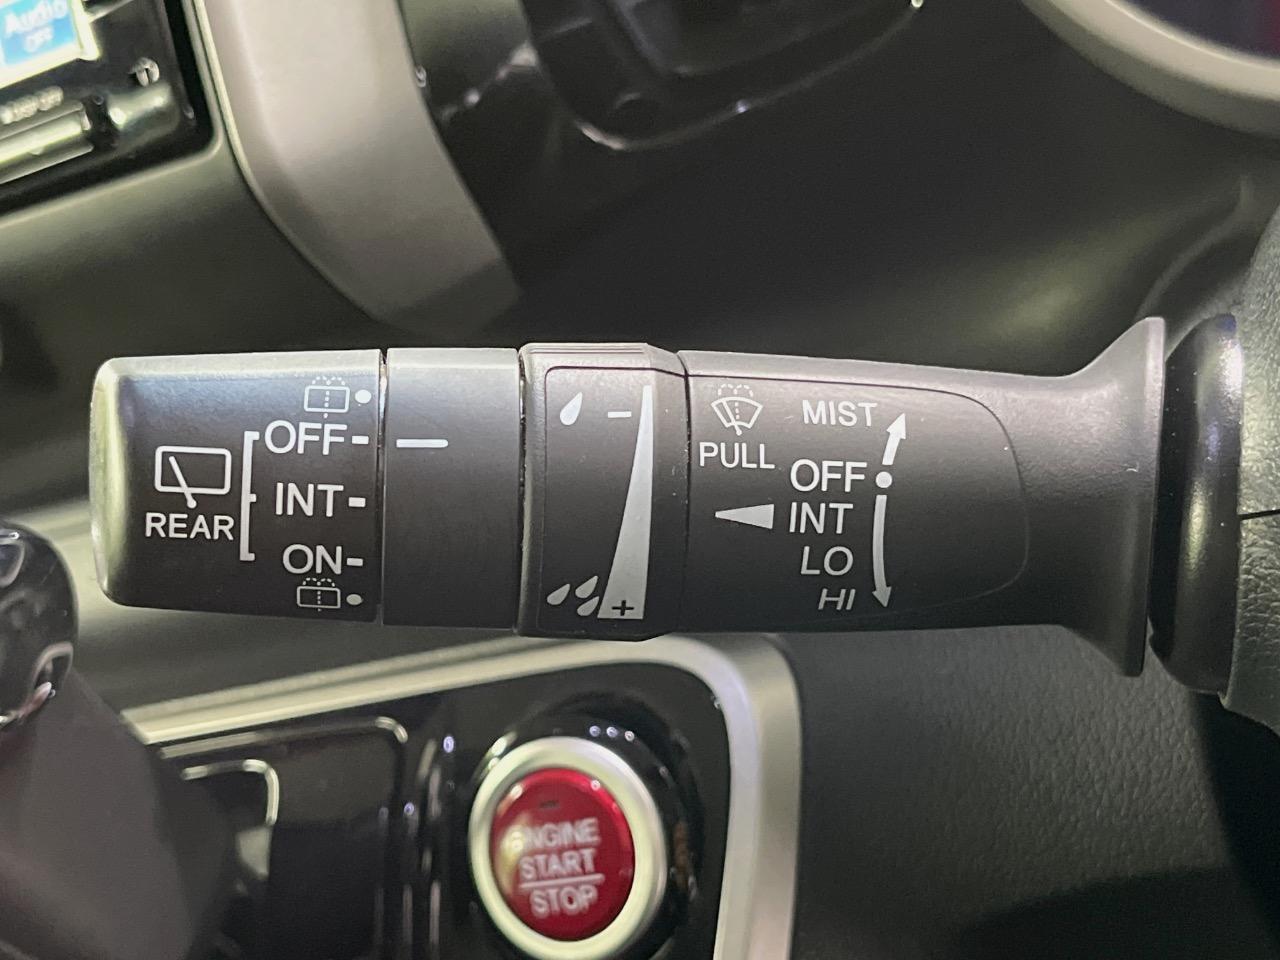 Audio
OFF
OFF
INT
REAR
ON
- 
+
PULL
MIST
OFF
INT
LO
HI
ENGINE
START
STOP